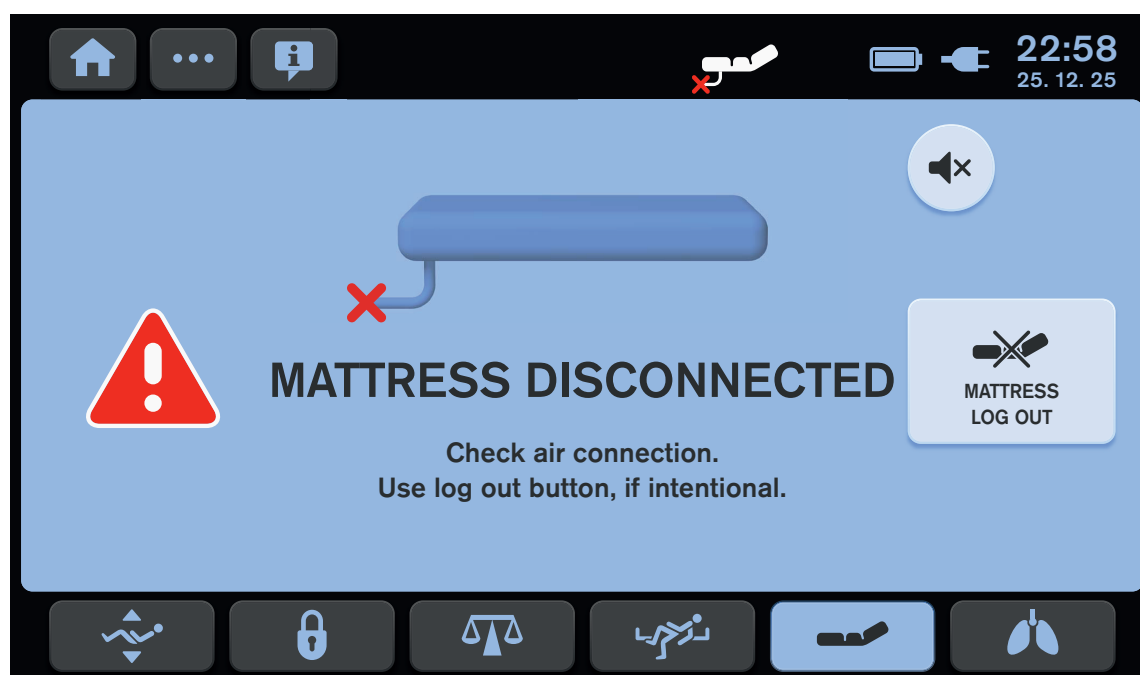 22:58
25. 12. 25
MATTRESS DISCONNECTED
Check air connection.
Use log out button, if intentional.
MATTRESS
LOG OUT